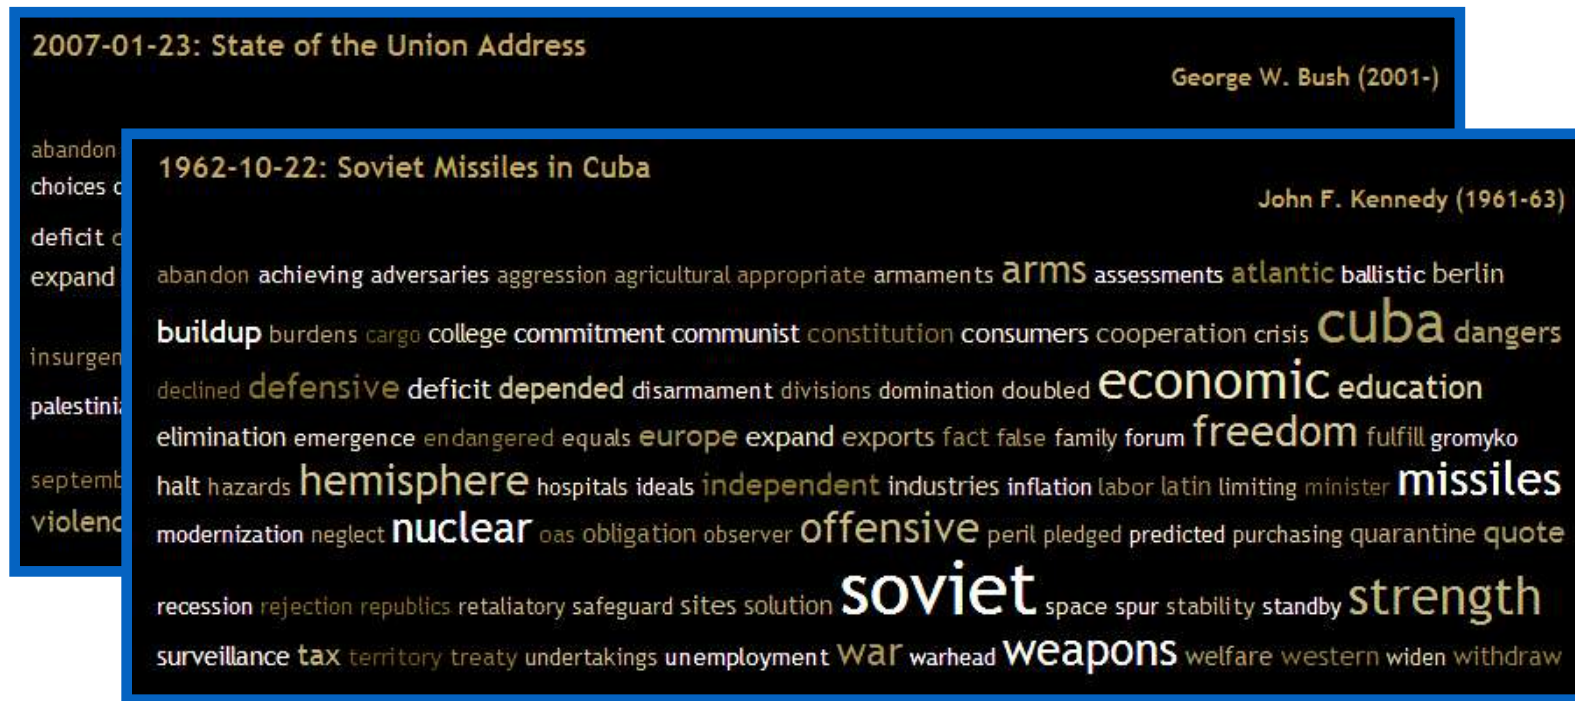 2007-01-23: State of the Union Address
George W. Bush (2001-)
abandon
choices
deficit
expand
insurgen
palestini
septemb
violenc
1962-10-22: Soviet Missiles in Cuba
John F. Kennedy (1961-63)
abandon achieving adversaries aggression agricultural appropriate armaments arms assessments atlantic ballistic berlin
buildup burdens cargo college commitment communist constitution consumers cooperation crisis cuba dangers
declined defensive deficit depended disarmament divisions domination doubled economic education
elimination emergence endangered equals europe expand exports fact false family forum freedom fulfill gromyko
halt hazards hemisphere hospitals ideals independent industries inflation labor latin limiting minister missiles
modernization neglect nuclear oas obligation observer offensive peril pledged predicted purchasing quarantine quote
recession rejection republics retaliatory safeguard sites solution soviet space spur stability standby strength
surveillance tax territory treaty undertakings unemployment war warhead weapons welfare western widen withdraw